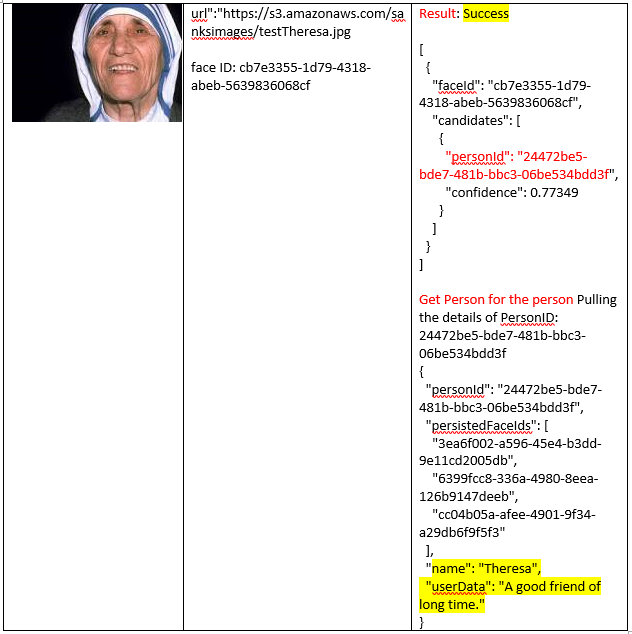 url":"https://s3.amazonaws.com/sa
nksimages/testTheresa.jpg
face ID: cb7e3355-1d79-4318-
abeb-5639836068cf
Result: Success
[
{
"faceId": "cb7e3355-1d79-
4318-abeb-5639836068cf",
"candidates": [
{
"personId": "24472be5-
bde7-481b-bbc3-06be534bdd3f",
"confidence": 0.77349
}
]
}
]
Get Person for the person Pulling
the details of PersonID:
24472be5-bde7-481b-bbc3-
06be534bdd3f
{
"personId": "24472be5-bde7-
481b-bbc3-06be534bdd3f",
"persistedFaceIds": [
"3ea6f002-a596-45e4-b3dd-
9e11cd2005db",
"6399fcc8-336a-4980-8eea-
126b9147deeb",
"cc04b05a-afee-4901-9f34-
a29db6f9f5f3"
],
"name": "Theresa",
"userData": "A good friend of
long time."
}